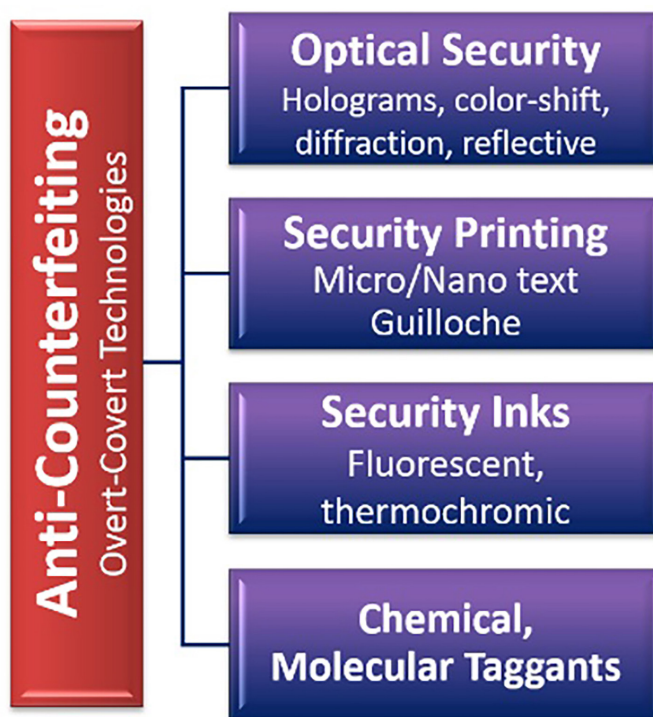 Anti-Counterfeiting
Overt-Covert Technologies
Optical Security
Holograms, color-shift,
diffraction, reflective
Security Printing
Micro/Nano text
Guilloche
Security Inks
Fluorescent,
thermochromic
Chemical,
Molecular Taggants